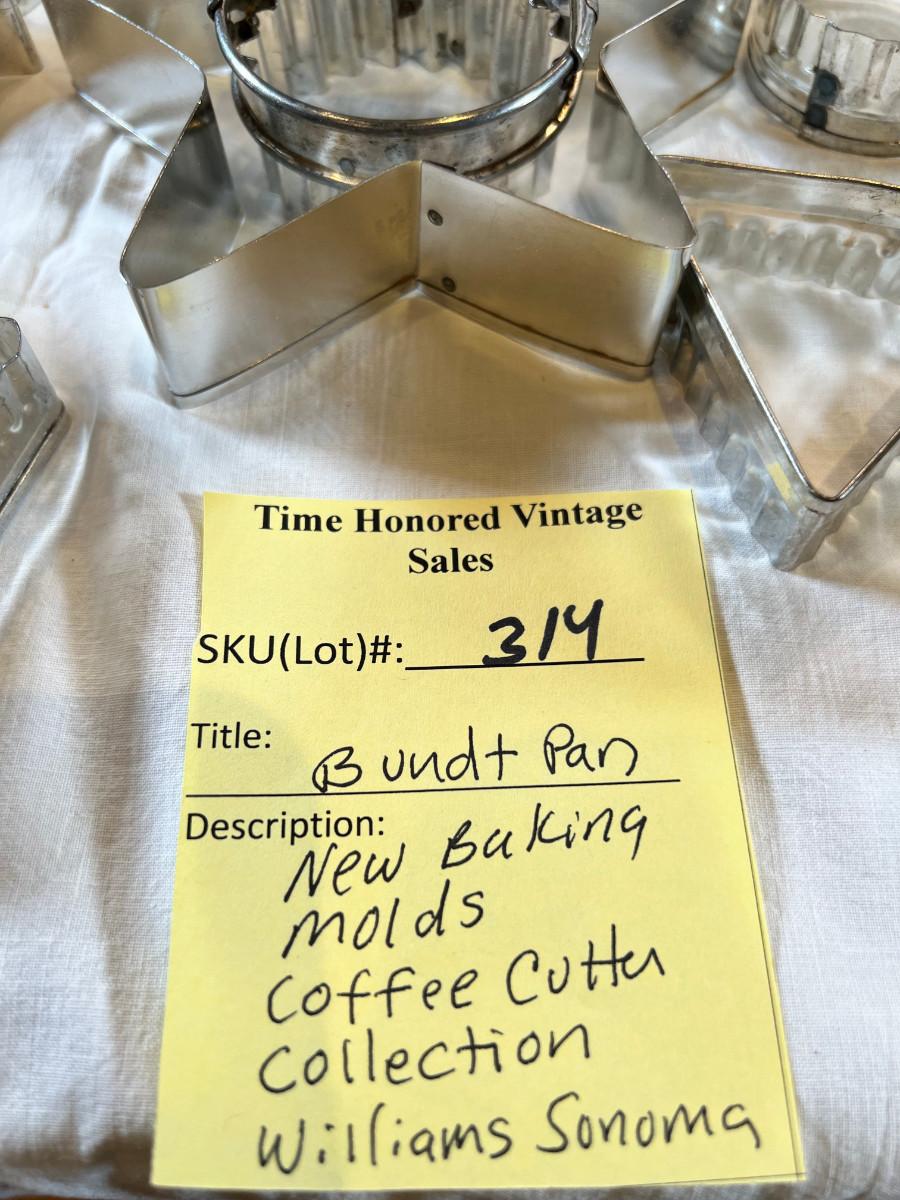 Time Honored Vintage
Sales
SKU(Lot)#: 314
Title: Bundt Pan
Description:
New Baking
Molds
Coffee Cutter
Collection
Williams Sonoma